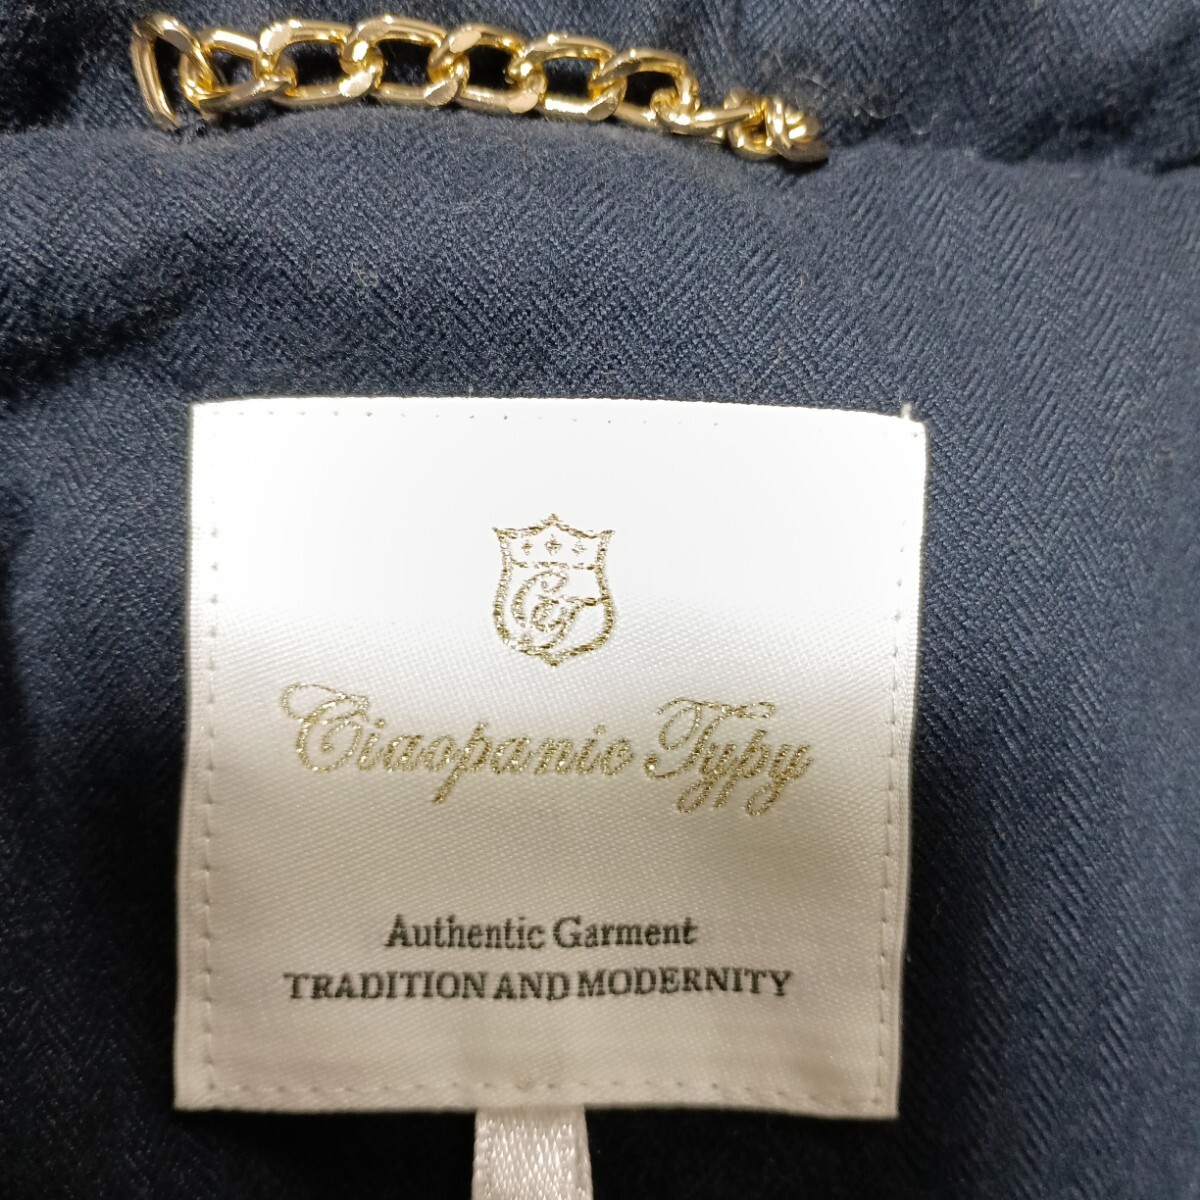 C&T
Ciaopanic Typy
Authentic Garment
TRADITION AND MODERNITY